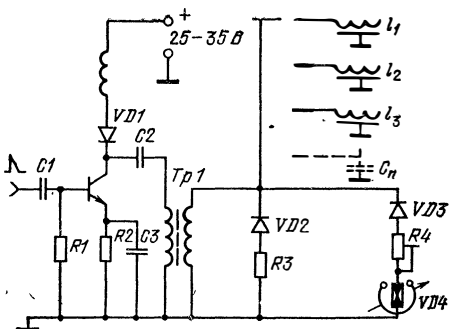 +
25–35 В
l1
l2
l3
VD1
C1
C2
Тр1
Cn
R1
R2
C3
VD2
R3
VD3
R4
VD4